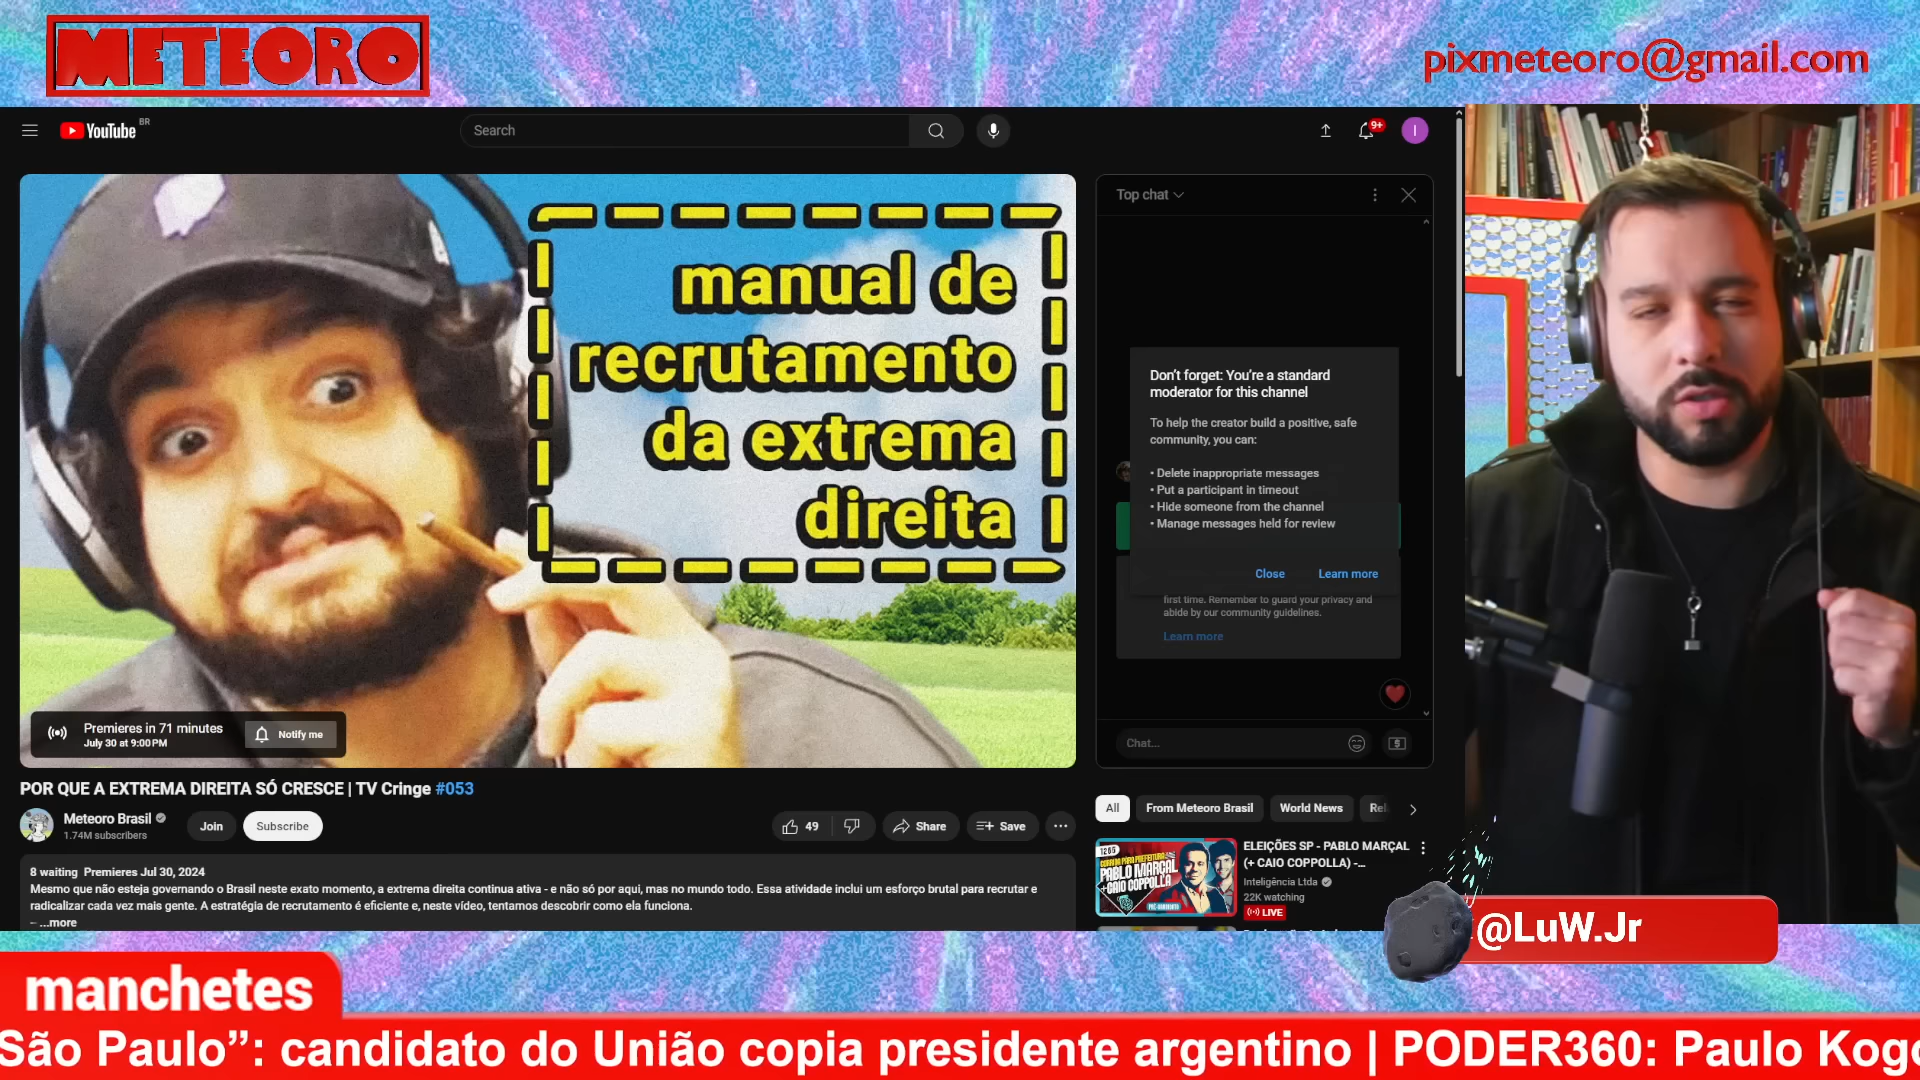 METEORO
pixmeteoro@gmail.com
YouTube BR
Search
9+
I
manual de
recrutamento
da extrema
direita
Premieres in 71 minutes
July 30 at 9:00 PM
Notify me
Top chat
Don't forget: You're a standard
moderator for this channel
To help the creator build a positive, safe
community, you can:
• Delete inappropriate messages
• Put a participant in timeout
• Hide someone from the channel
• Manage messages held for review
Close Learn more
first time. Remember to guard your privacy and
abide by our community guidelines.
Learn more
Chat...
POR QUE A EXTREMA DIREITA SÓ CRESCE | TV Cringe #053
Meteoro Brasil
1.74M subscribers
Join
Subscribe
49
Share
Save
8 waiting Premieres Jul 30, 2024
Mesmo que não esteja governando o Brasil neste exato momento, a extrema direita continua ativa - e não só por aqui, mas no mundo todo. Essa atividade inclui um esforço brutal para recrutar e
radicalizar cada vez mais gente. A estratégia de recrutamento é eficiente e, neste vídeo, tentamos descobrir como ela funciona.
-- ...more
All From Meteoro Brasil World News Rel
1265
PABLO
MARÇAL
+CAIO COPPOLLA
ELEIÇÕES SP - PABLO MARÇAL
(+ CAIO COPPOLLA) -...
Inteligência Ltda
22K watching
LIVE
@LuW.Jr
manchetes
São Paulo”: candidato do União copia presidente argentino | PODER360: Paulo Kogo